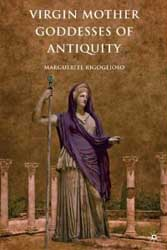 VIRGIN MOTHER
GODDESSES OF
ANTIQUITY
MARGUERITE RIGOGLIOSO